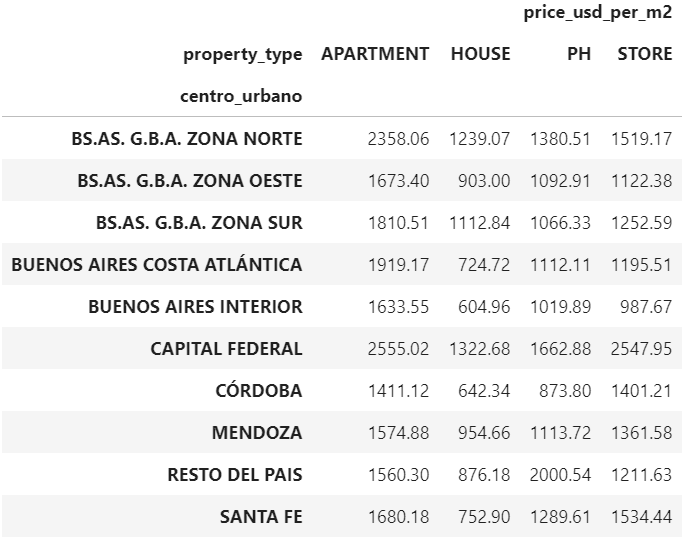 price_usd_per_m2
property_type APARTMENT HOUSE PH STORE
centro_urbano
BS.AS. G.B.A. ZONA NORTE 2358.06 1239.07 1380.51 1519.17
BS.AS. G.B.A. ZONA OESTE 1673.40 903.00 1092.91 1122.38
BS.AS. G.B.A. ZONA SUR 1810.51 1112.84 1066.33 1252.59
BUENOS AIRES COSTA ATLÁNTICA 1919.17 724.72 1112.11 1195.51
BUENOS AIRES INTERIOR 1633.55 604.96 1019.89 987.67
CAPITAL FEDERAL 2555.02 1322.68 1662.88 2547.95
CÓRDOBA 1411.12 642.34 873.80 1401.21
MENDOZA 1574.88 954.66 1113.72 1361.58
RESTO DEL PAIS 1560.30 876.18 2000.54 1211.63
SANTA FE 1680.18 752.90 1289.61 1534.44